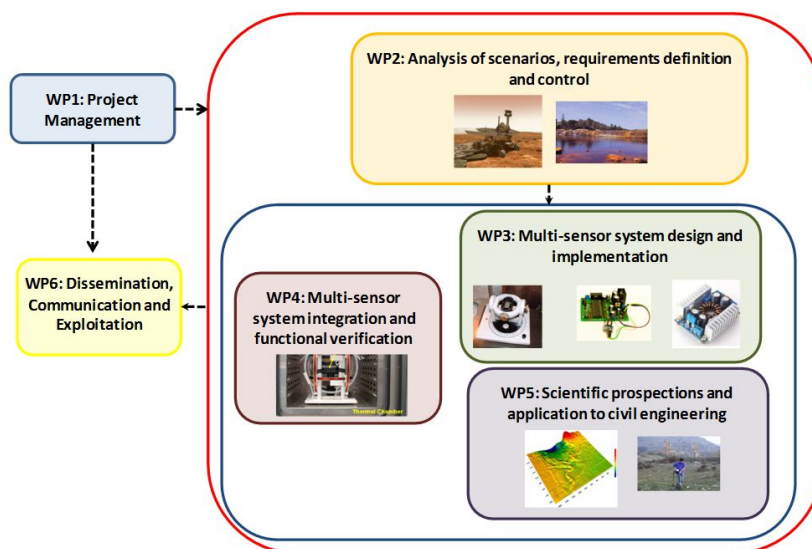 WP1: Project
Management
WP2: Analysis of scenarios, requirements definition
and control
WP3: Multi-sensor system design and
implementation
WP4: Multi-sensor
system integration and
functional verification
Thermal Chamber
WP5: Scientific prospections and
application to civil engineering
WP6: Dissemination,
Communication and
Exploitation